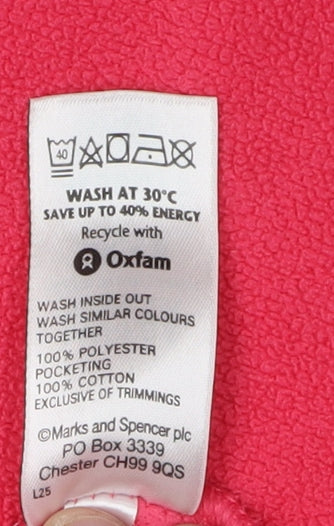 40
WASH AT 30°C
SAVE UP TO 40% ENERGY
Recycle with
Oxfam
WASH INSIDE OUT
WASH SIMILAR COLOURS
TOGETHER
100% POLYESTER
POCKETING
100% COTTON
EXCLUSIVE OF TRIMMINGS
©Marks and Spencer plc
PO Box 3339
Chester CH99 9QS
L25